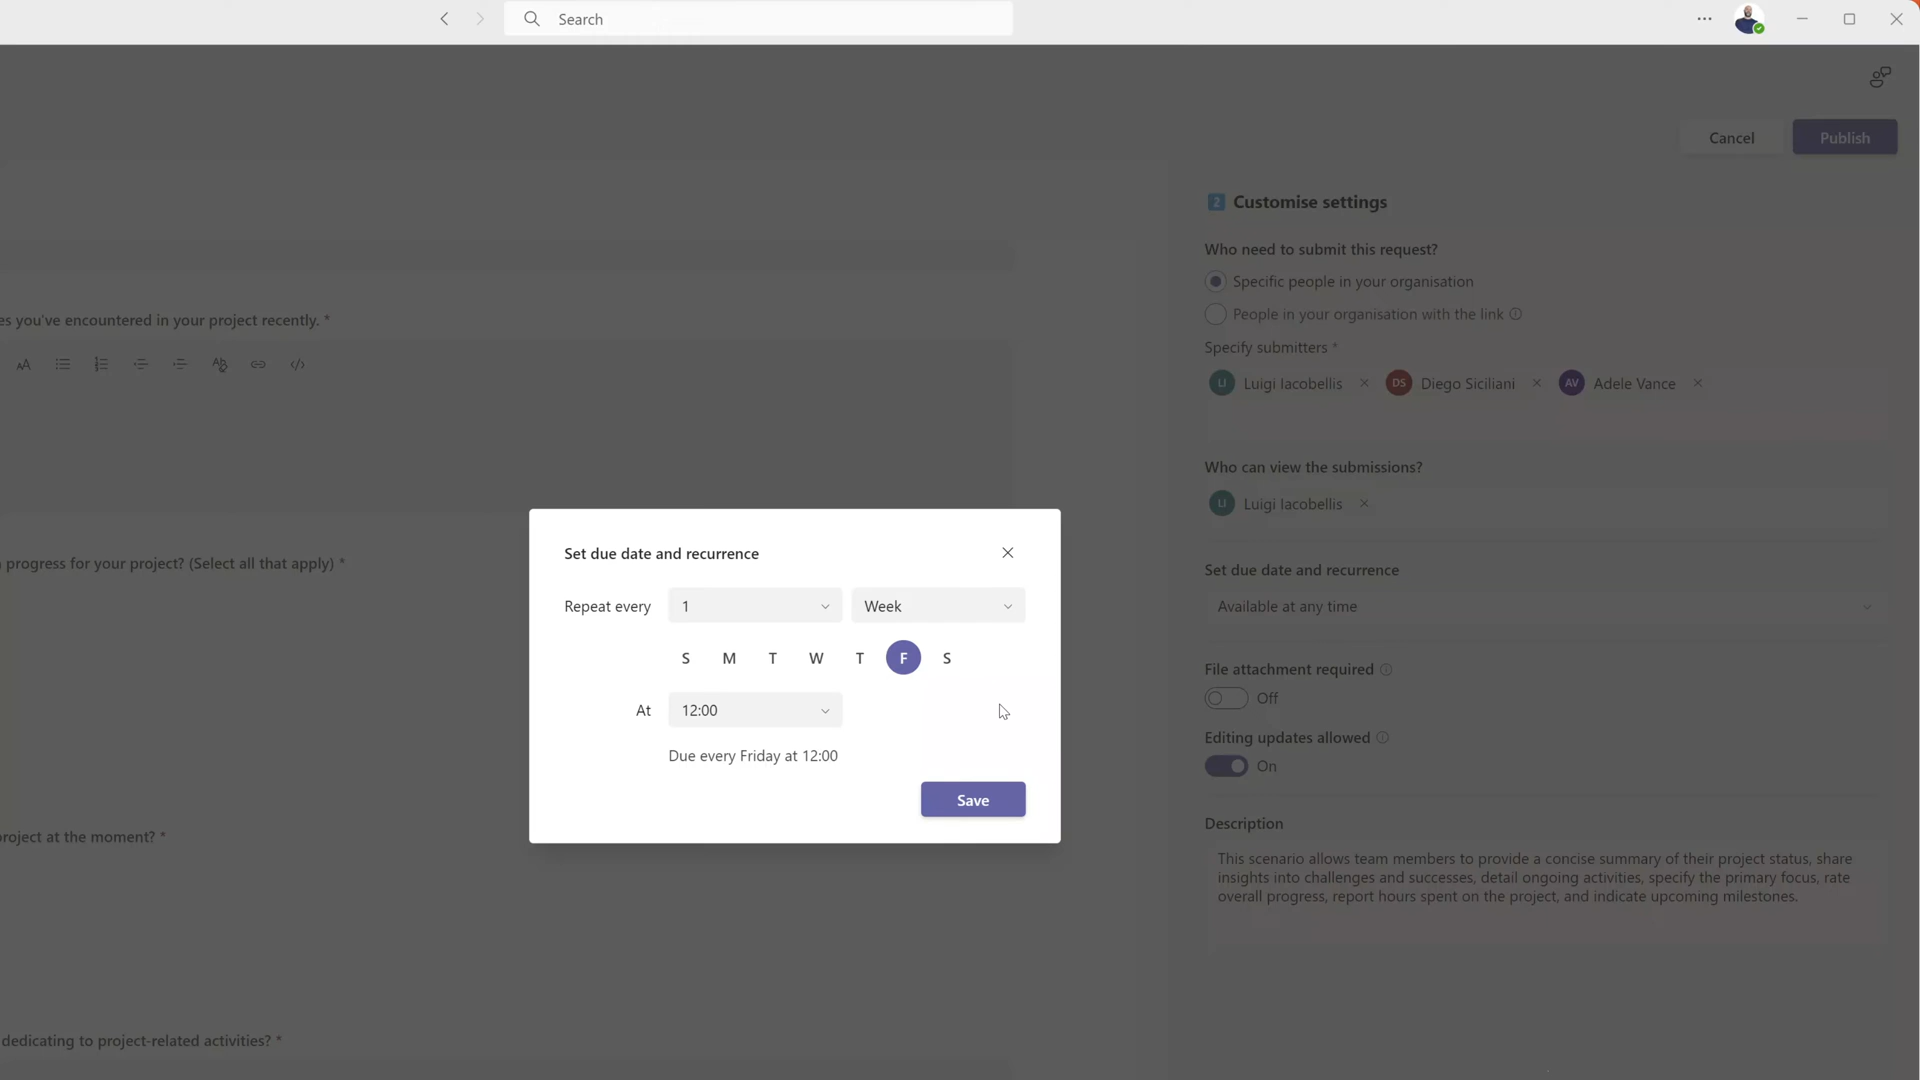 Search
Cancel
Publish
2 Customise settings
Who need to submit this request?
Specific people in your organisation
People in your organisation with the link
Specify submitters *
LI Luigi Iacobellis DS Diego Siciliani AV Adele Vance
Who can view the submissions?
LI Luigi Iacobellis
Set due date and recurrence
Available at any time
File attachment required
Off
Editing updates allowed
On
Description
This scenario allows team members to provide a concise summary of their project status, share
insights into challenges and successes, detail ongoing activities, specify the primary focus, rate
overall progress, report hours spent on the project, and indicate upcoming milestones.
es you've encountered in your project recently. *
progress for your project? (Select all that apply) *
project at the moment? *
dedicating to project-related activities? *
Set due date and recurrence
Repeat every 1 Week
S M T W T F S
At 12:00
Due every Friday at 12:00
Save